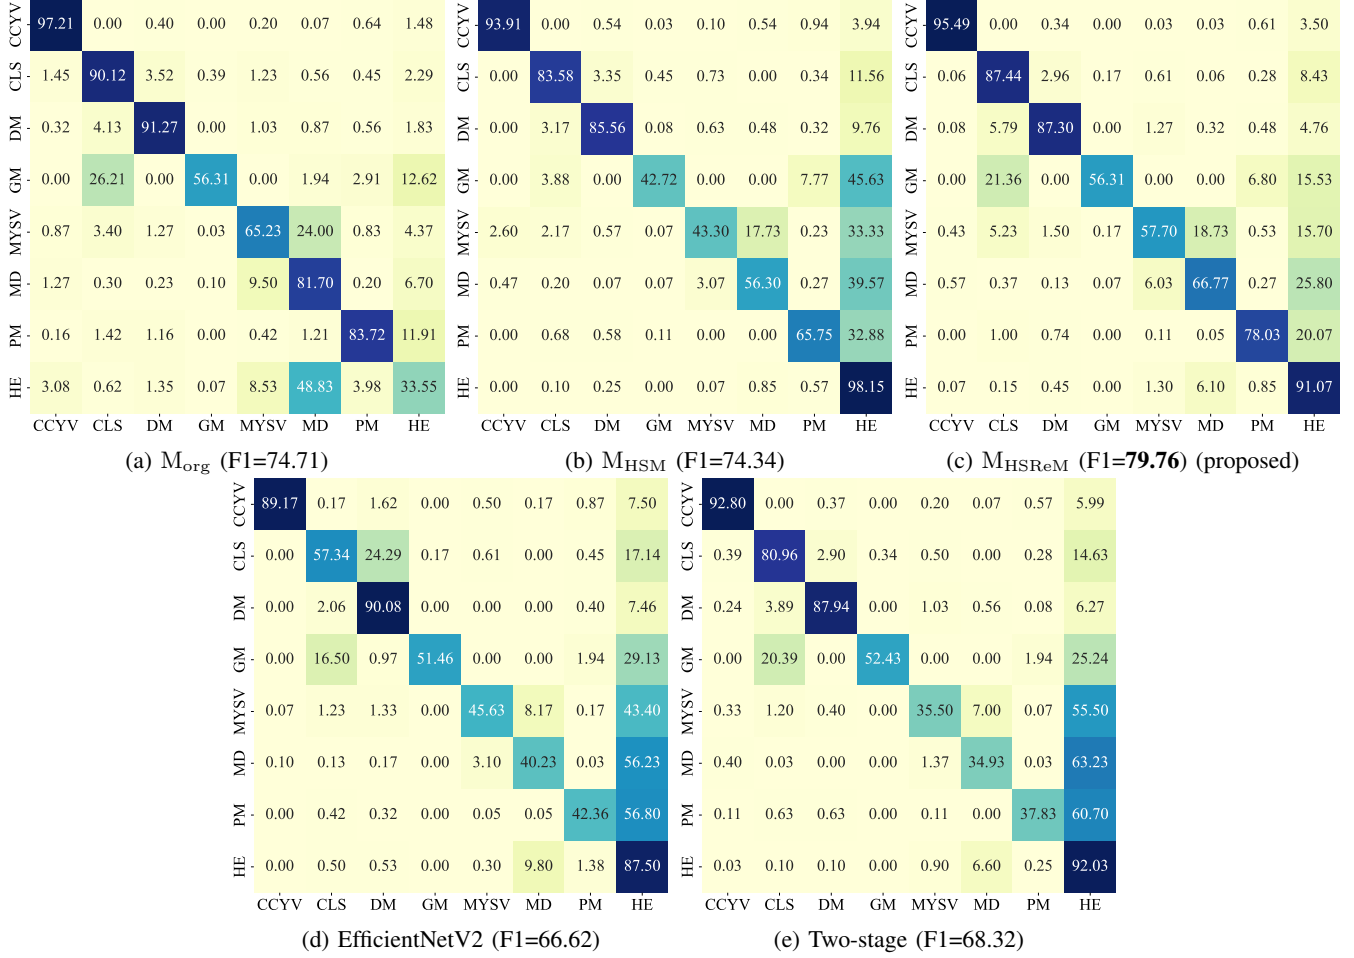 CCYV 97.21 0.00 0.40 0.00 0.20 0.07 0.64 1.48
CLS 1.45 90.12 3.52 0.39 1.23 0.56 0.45 2.29
DM 0.32 4.13 91.27 0.00 1.03 0.87 0.56 1.83
GM 0.00 26.21 0.00 56.31 0.00 1.94 2.91 12.62
MYSV 0.87 3.40 1.27 0.03 65.23 24.00 0.83 4.37
MD 1.27 0.30 0.23 0.10 9.50 81.70 0.20 6.70
PM 0.16 1.42 1.16 0.00 0.42 1.21 83.72 11.91
HE 3.08 0.62 1.35 0.07 8.53 48.83 3.98 33.55
CCYV CLS DM GM MYSV MD PM HE
(a) M_org (F1=74.71)
CCYV 93.91 0.00 0.54 0.03 0.10 0.54 0.94 3.94
CLS 0.00 83.58 3.35 0.45 0.73 0.00 0.34 11.56
DM 0.00 3.17 85.56 0.08 0.63 0.48 0.32 9.76
GM 0.00 3.88 0.00 42.72 0.00 0.00 7.77 45.63
MYSV 2.60 2.17 0.57 0.07 43.30 17.73 0.23 33.33
MD 0.47 0.20 0.07 0.07 3.07 56.30 0.27 39.57
PM 0.00 0.68 0.58 0.11 0.00 0.00 65.75 32.88
HE 0.00 0.10 0.25 0.00 0.07 0.85 0.57 98.15
CCYV CLS DM GM MYSV MD PM HE
(b) M_HSM (F1=74.34)
CCYV 95.49 0.00 0.34 0.00 0.03 0.03 0.61 3.50
CLS 0.06 87.44 2.96 0.17 0.61 0.06 0.28 8.43
DM 0.08 5.79 87.30 0.00 1.27 0.32 0.48 4.76
GM 0.00 21.36 0.00 56.31 0.00 0.00 6.80 15.53
MYSV 0.43 5.23 1.50 0.17 57.70 18.73 0.53 15.70
MD 0.57 0.37 0.13 0.07 6.03 66.77 0.27 25.80
PM 0.00 1.00 0.74 0.00 0.11 0.05 78.03 20.07
HE 0.07 0.15 0.45 0.00 1.30 6.10 0.85 91.07
CCYV CLS DM GM MYSV MD PM HE
(c) M_HSReM (F1=79.76) (proposed)
CCYV 89.17 0.17 1.62 0.00 0.50 0.17 0.87 7.50
CLS 0.00 57.34 24.29 0.17 0.61 0.00 0.45 17.14
DM 0.00 2.06 90.08 0.00 0.00 0.00 0.40 7.46
GM 0.00 16.50 0.97 51.46 0.00 0.00 1.94 29.13
MYSV 0.07 1.23 1.33 0.00 45.63 8.17 0.17 43.40
MD 0.10 0.13 0.17 0.00 3.10 40.23 0.03 56.23
PM 0.00 0.42 0.32 0.00 0.05 0.05 42.36 56.80
HE 0.00 0.50 0.53 0.00 0.30 9.80 1.38 87.50
CCYV CLS DM GM MYSV MD PM HE
(d) EfficientNetV2 (F1=66.62)
CCYV 92.80 0.00 0.37 0.00 0.20 0.07 0.57 5.99
CLS 0.39 80.96 2.90 0.34 0.50 0.00 0.28 14.63
DM 0.24 3.89 87.94 0.00 1.03 0.56 0.08 6.27
GM 0.00 20.39 0.00 52.43 0.00 0.00 1.94 25.24
MYSV 0.33 1.20 0.40 0.00 35.50 7.00 0.07 55.50
MD 0.40 0.03 0.00 0.00 1.37 34.93 0.03 63.23
PM 0.11 0.63 0.63 0.00 0.11 0.00 37.83 60.70
HE 0.03 0.10 0.10 0.00 0.90 6.60 0.25 92.03
CCYV CLS DM GM MYSV MD PM HE
(e) Two-stage (F1=68.32)